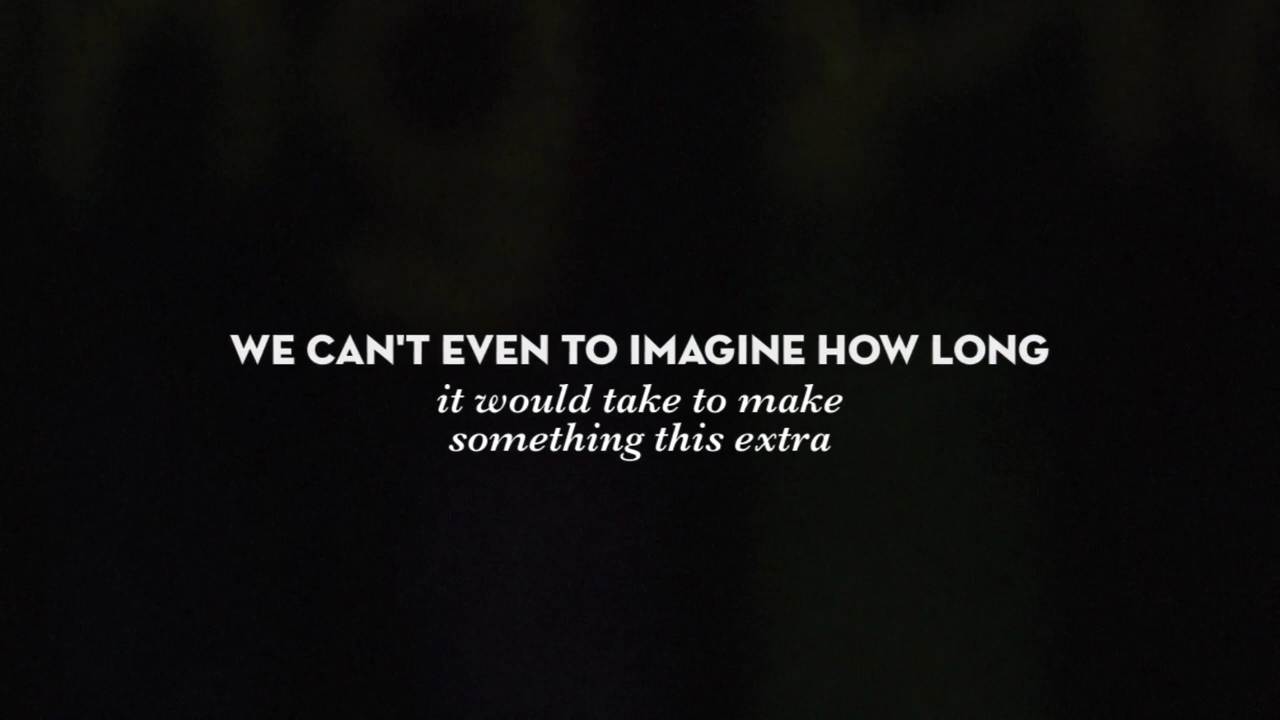 WE CAN'T EVEN TO IMAGINE HOW LONG
it would take to make
something this extra